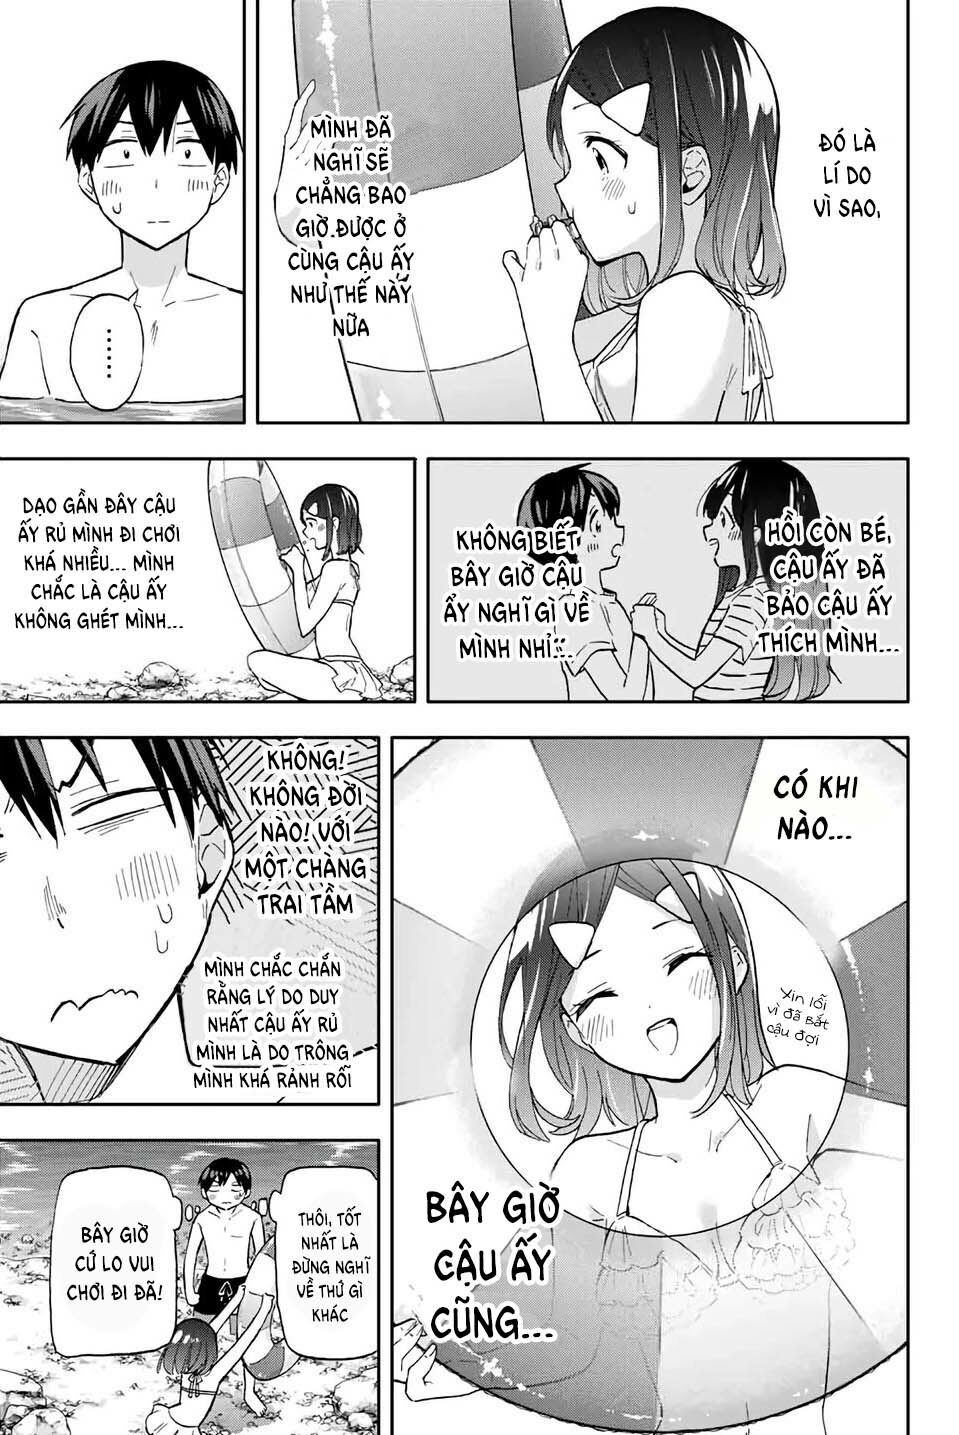 ĐÓ LÀ
LÍ DO
VÌ SAO,
MÌNH ĐÃ
NGHĨ SẼ
CHẲNG BAO
GIỜ.ĐƯỢC Ở
CÙNG CẬU ẤY
NHƯ THẾ NÀY
NỮA
......
HỒI CÒN BÉ,
CẬU ẤY ĐÃ
BẢO CẬU ẤY
THÍCH MÌNH...
KHÔNG BIẾT
BÂY GIỜ CẬU
ẤY NGHĨ GÌ VỀ
MÌNH NHỈ...
DẠO GẦN ĐÂY CẬU
ẤY RỦ MÌNH ĐI CHƠI
KHÁ NHIỀU... MÌNH
CHẮC LÀ CẬU ẤY
KHÔNG GHÉT MÌNH...
CÓ KHI
NÀO...
Xin lỗi
vì đã bắt
cậu đợi
BÂY GIỜ
CẬU ẤY
CŨNG...
KHÔNG!
KHÔNG ĐỜI
NÀO! VỚI
MỘT CHÀNG
TRAI TẦM
MÌNH CHẮC CHẮN
RẰNG LÝ DO DUY
NHẤT CẬU ẤY RỦ
MÌNH LÀ DO TRÔNG
MÌNH KHÁ RẢNH RỖI
THÔI, TỐT
NHẤT LÀ
ĐỪNG NGHĨ
VỀ THỨ GÌ
KHÁC
BÂY GIỜ
CỨ LO VUI
CHƠI ĐI ĐÃ!